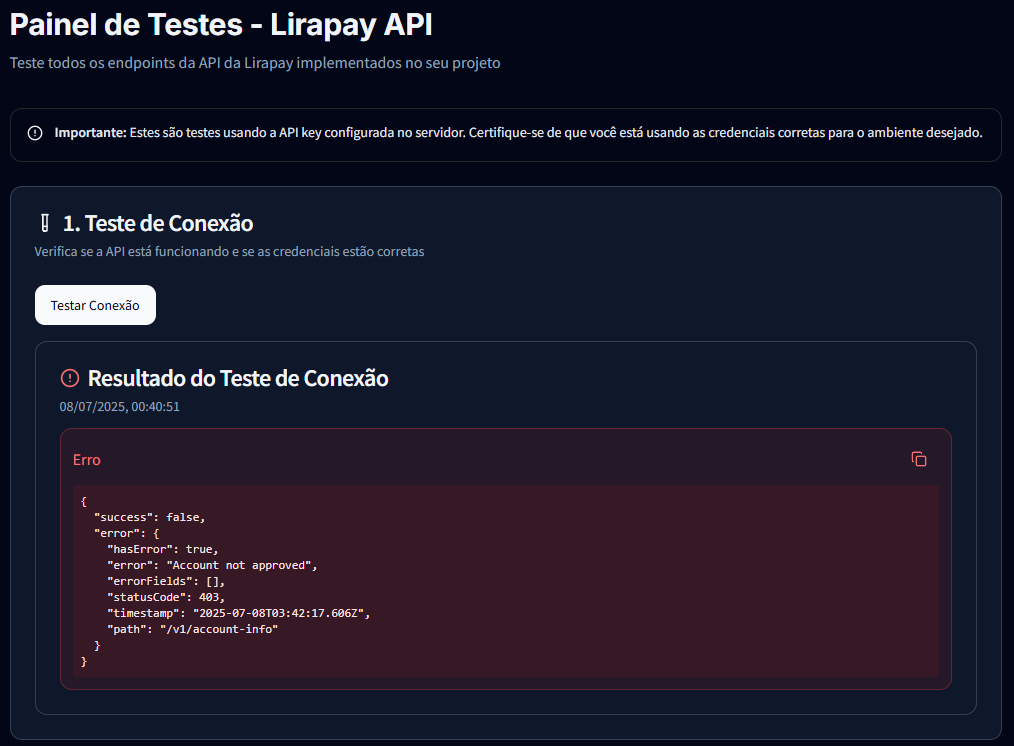 Painel de Testes - Lirapay API
Teste todos os endpoints da API da Lirapay implementados no seu projeto
Importante: Estes são testes usando a API key configurada no servidor. Certifique-se de que você está usando as credenciais corretas para o ambiente desejado.
1. Teste de Conexão
Verifica se a API está funcionando e se as credenciais estão corretas
Testar Conexão
Resultado do Teste de Conexão
08/07/2025, 00:40:51
Erro
{
  "success": false,
  "error": {
    "hasError": true,
    "error": "Account not approved",
    "errorFields": [],
    "statusCode": 403,
    "timestamp": "2025-07-08T03:42:17.606Z",
    "path": "/v1/account-info"
  }
}